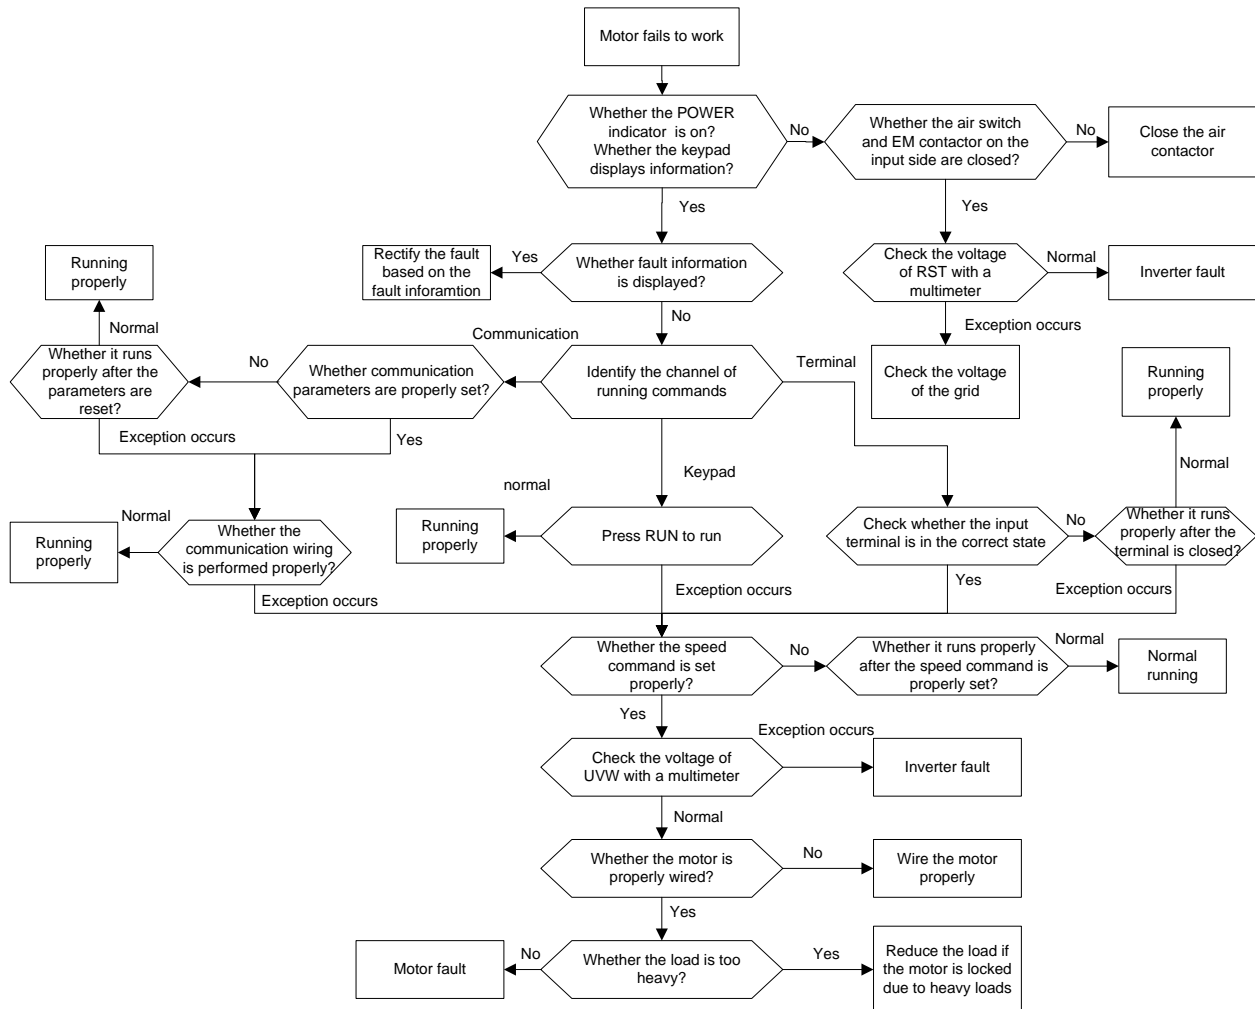 Motor fails to work
Whether the POWER
indicator is on?
Whether the keypad
displays information?
No
Whether the air switch
and EM contactor on the
input side are closed?
No
Close the air
contactor
Yes
Yes
Running
properly
Rectify the fault
based on the
fault inforamtion
Yes
Whether fault information
is displayed?
Check the voltage
of RST with a
multimeter
Normal
Inverter fault
Normal
Communication
No
Exception occurs
Whether it runs
properly after the
parameters are
reset?
No
Whether communication
parameters are properly set?
Identify the channel of
running commands
Terminal
Check the voltage
of the grid
Running
properly
Exception occurs
Yes
Keypad
Normal
normal
Running
properly
Normal
Whether the
communication wiring
is performed properly?
Running
properly
Press RUN to run
Check whether the input
terminal is in the correct state
No
Whether it runs
properly after the
terminal is closed?
Exception occurs
Exception occurs
Yes
Exception occurs
Whether the speed
command is set
properly?
No
Whether it runs properly
after the speed command is
properly set?
Normal
Normal
running
Yes
Exception occurs
Check the voltage of
UVW with a multimeter
Inverter fault
Normal
Whether the motor is
properly wired?
No
Wire the motor
properly
Yes
Motor fault
No
Whether the load is too
heavy?
Yes
Reduce the load if
the motor is locked
due to heavy loads